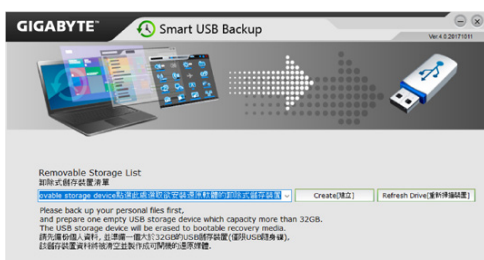 GIGABYTE™
Smart USB Backup
Ver.4.0.20171011
Removable Storage List
卸除式儲存裝置清單
ovable storage device點選此處選取欲安裝還原軟體的卸除式儲存裝置
Create[建立]
Refresh Drive[重新掃描裝置]
Please back up your personal files first,
and prepare one empty USB storage device which capacity more than 32GB.
The USB storage device will be erased to bootable recovery media.
請先備份個人資料, 並準備一個大於32GB的USB儲存裝置(僅限USB隨身碟),
該儲存裝置資料將被清空並製作成可開機的還原媒體.